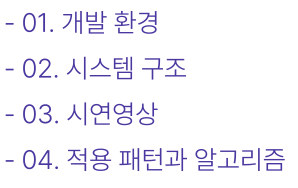 - 01. 개발 환경
- 02. 시스템 구조
- 03. 시연영상
- 04. 적용 패턴과 알고리즘